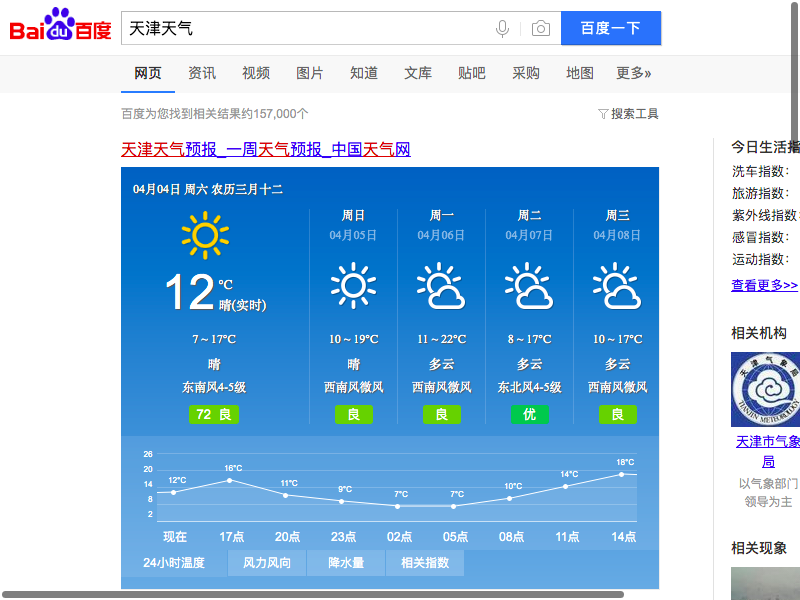 Baidu百度
天津天气
百度一下
网页 资讯 视频 图片 知道 文库 贴吧 采购 地图 更多»
百度为您找到相关结果约157,000个
搜索工具
天津天气预报_一周天气预报_中国天气网
04月04日 周六 农历三月十二
12 ℃
晴(实时)
7 ~ 17℃
晴
东南风4-5级
72 良
周日
04月05日
10 ~ 19℃
晴
西南风微风
良
周一
04月06日
11 ~ 22℃
多云
西南风微风
良
周二
04月07日
8 ~ 17℃
多云
东北风4-5级
优
周三
04月08日
10 ~ 17℃
多云
西南风微风
良
26
20
14
8
2
12°C 16°C 11°C 9°C 7°C 7°C 10°C 14°C 18°C
现在 17点 20点 23点 02点 05点 08点 11点 14点
24小时温度 风力风向 降水量 相关指数
今日生活指
洗车指数：
旅游指数：
紫外线指数：
感冒指数：
运动指数：
查看更多>>
相关机构
天津气象局
TIANJIN METEOROLOGY
天津市气象
局
以气象部门
领导为主
相关现象